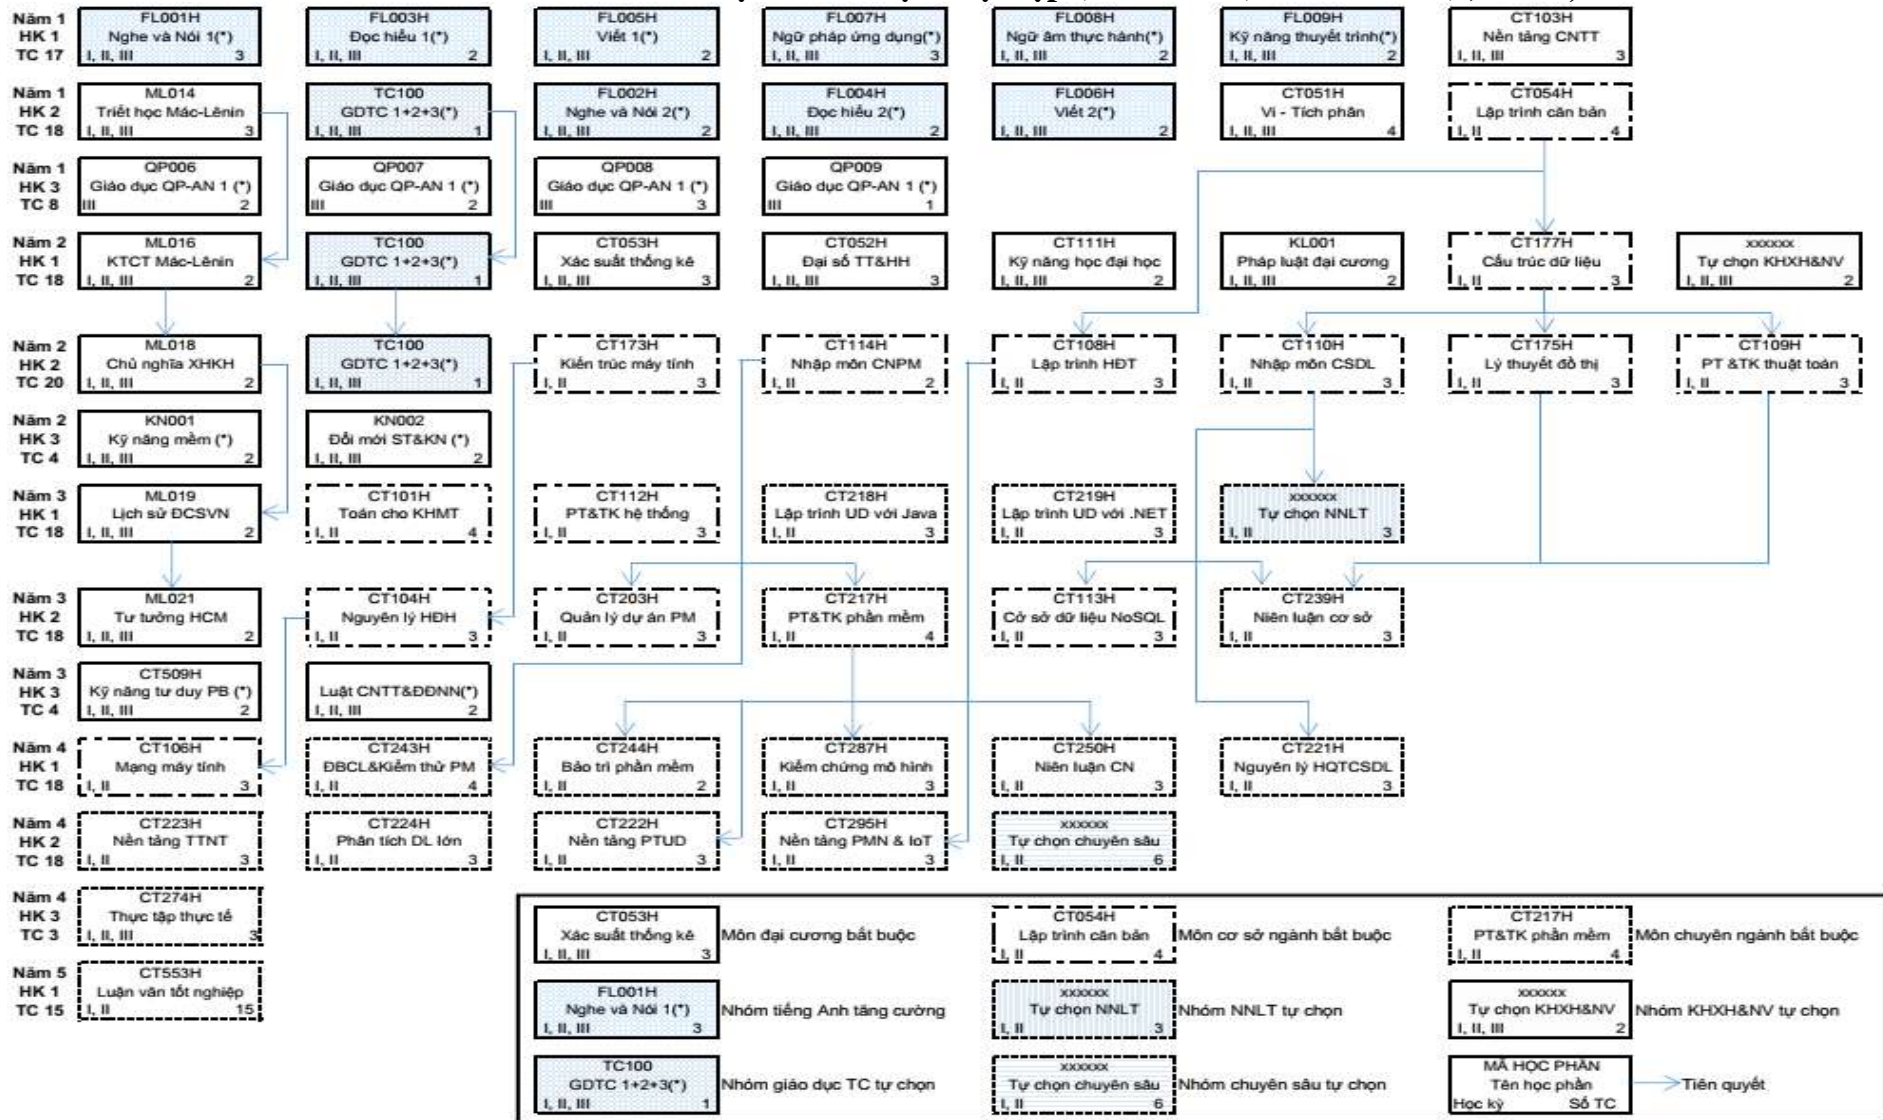 Năm 1
HK 1
TC 17
FL001H
Nghe và Nói 1(*)
I, II, III 3
FL003H
Đọc hiểu 1(*)
I, II, III 2
FL005H
Viết 1(*)
I, II, III 2
FL007H
Ngữ pháp ứng dụng(*)
I, II, III 3
FL008H
Ngữ âm thực hành(*)
I, II, III 2
FL009H
Kỹ năng thuyết trình(*)
I, II, III 2
CT103H
Nền tảng CNTT
I, II, III 3
Năm 1
HK 2
TC 18
ML014
Triết học Mác-Lênin
I, II, III 3
TC100
GDTC 1+2+3(*)
I, II, III 1
FL002H
Nghe và Nói 2(*)
I, II, III 2
FL004H
Đọc hiểu 2(*)
I, II, III 2
FL006H
Viết 2(*)
I, II, III 2
CT051H
Vi - Tích phân
I, II, III 4
CT054H
Lập trình căn bản
I, II 4
Năm 1
HK 3
TC 8
QP006
Giáo dục QP-AN 1 (*)
III 2
QP007
Giáo dục QP-AN 1 (*)
III 2
QP008
Giáo dục QP-AN 1 (*)
III 3
QP009
Giáo dục QP-AN 1 (*)
III 1
Năm 2
HK 1
TC 18
ML016
KTCT Mác-Lênin
I, II, III 2
TC100
GDTC 1+2+3(*)
I, II, III 1
CT053H
Xác suất thống kê
I, II, III 3
CT052H
Đại số TT&HH
I, II, III 3
CT111H
Kỹ năng học đại học
I, II, III 2
KL001
Pháp luật đại cương
I, II, III 2
CT177H
Cấu trúc dữ liệu
I, II 3
xxxxxx
Tự chọn KHXH&NV
I, II, III 2
Năm 2
HK 2
TC 20
ML018
Chủ nghĩa XHKH
I, II, III 2
TC100
GDTC 1+2+3(*)
I, II, III 1
CT173H
Kiến trúc máy tính
I, II 3
CT114H
Nhập môn CNPM
I, II 2
CT108H
Lập trình HĐT
I, II 3
CT110H
Nhập môn CSDL
I, II 3
CT175H
Lý thuyết đồ thị
I, II 3
CT109H
PT &TK thuật toán
I, II 3
Năm 2
HK 3
TC 4
KN001
Kỹ năng mềm (*)
I, II, III 2
KN002
Đổi mới ST&KN (*)
I, II, III 2
Năm 3
HK 1
TC 18
ML019
Lịch sử ĐCSVN
I, II, III 2
CT101H
Toán cho KHMT
I, II 4
CT112H
PT&TK hệ thống
I, II 3
CT218H
Lập trình UD với Java
I, II 3
CT219H
Lập trình UD với .NET
I, II 3
xxxxxx
Tự chọn NNLT
I, II 3
Năm 3
HK 2
TC 18
ML021
Tư tưởng HCM
I, II, III 2
CT104H
Nguyên lý HĐH
I, II 3
CT203H
Quản lý dự án PM
I, II 3
CT217H
PT&TK phần mềm
I, II 4
CT113H
Cở sở dữ liệu NoSQL
I, II 3
CT239H
Niên luận cơ sở
I, II 3
Năm 3
HK 3
TC 4
CT509H
Kỹ năng tư duy PB (*)
I, II, III 2
Luật CNTT&ĐĐNN(*)
I, II, III 2
Năm 4
HK 1
TC 18
CT106H
Mạng máy tính
I, II 3
CT243H
ĐBCL&Kiểm thử PM
I, II 4
CT244H
Bảo trì phần mềm
I, II 2
CT287H
Kiểm chứng mô hình
I, II 3
CT250H
Niên luận CN
I, II 3
CT221H
Nguyên lý HQTCSDL
I, II 3
Năm 4
HK 2
TC 18
CT223H
Nền tảng TTNT
I, II 3
CT224H
Phân tích DL lớn
I, II 3
CT222H
Nền tảng PTUD
I, II 3
CT295H
Nền tảng PMN & IoT
I, II 3
xxxxxx
Tự chọn chuyên sâu
I, II 6
Năm 4
HK 3
TC 3
CT274H
Thực tập thực tế
I, II, III 3
Năm 5
HK 1
TC 15
CT553H
Luận văn tốt nghiệp
I, II 15
CT053H
Xác suất thống kê
I, II, III 3
Môn đại cương bắt buộc
CT054H
Lập trình căn bản
I, II 4
Môn cơ sở ngành bắt buộc
CT217H
PT&TK phần mềm
I, II 4
Môn chuyên ngành bắt buộc
FL001H
Nghe và Nói 1(*)
I, II, III 3
Nhóm tiếng Anh tăng cường
xxxxxx
Tự chọn NNLT
I, II 3
Nhóm NNLT tự chọn
xxxxxx
Tự chọn KHXH&NV
I, II, III 2
Nhóm KHXH&NV tự chọn
TC100
GDTC 1+2+3(*)
I, II, III 1
Nhóm giáo dục TC tự chọn
xxxxxx
Tự chọn chuyên sâu
I, II 6
Nhóm chuyên sâu tự chọn
MÃ HỌC PHẦN
Tên học phần
Học kỳ Số TC
Tiên quyết